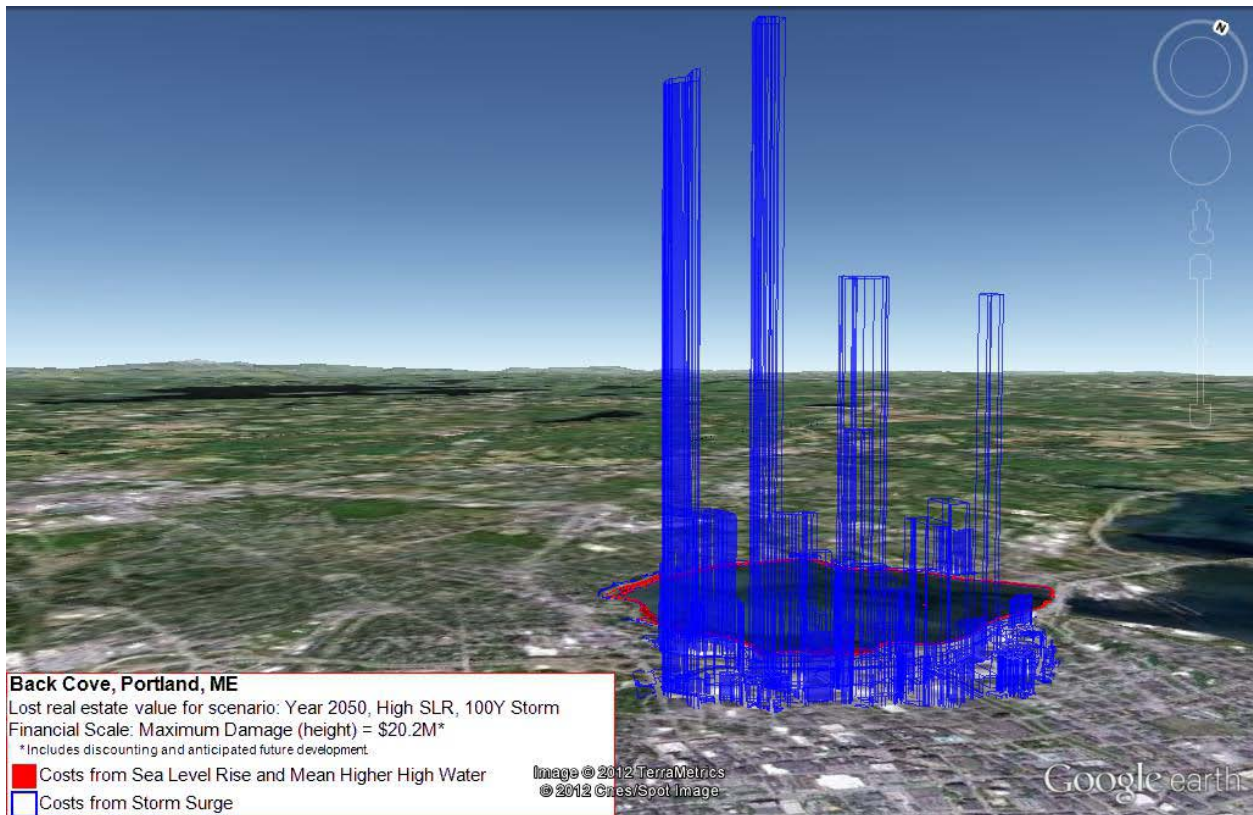 N
Back Cove, Portland, ME
Lost real estate value for scenario: Year 2050, High SLR, 100Y Storm
Financial Scale: Maximum Damage (height) = $20.2M*
*Includes discounting and anticipated future development.
Costs from Sea Level Rise and Mean Higher High Water
Costs from Storm Surge
Image © 2012 TerraMetrics
© 2012 Cnes/Spot Image
Google earth